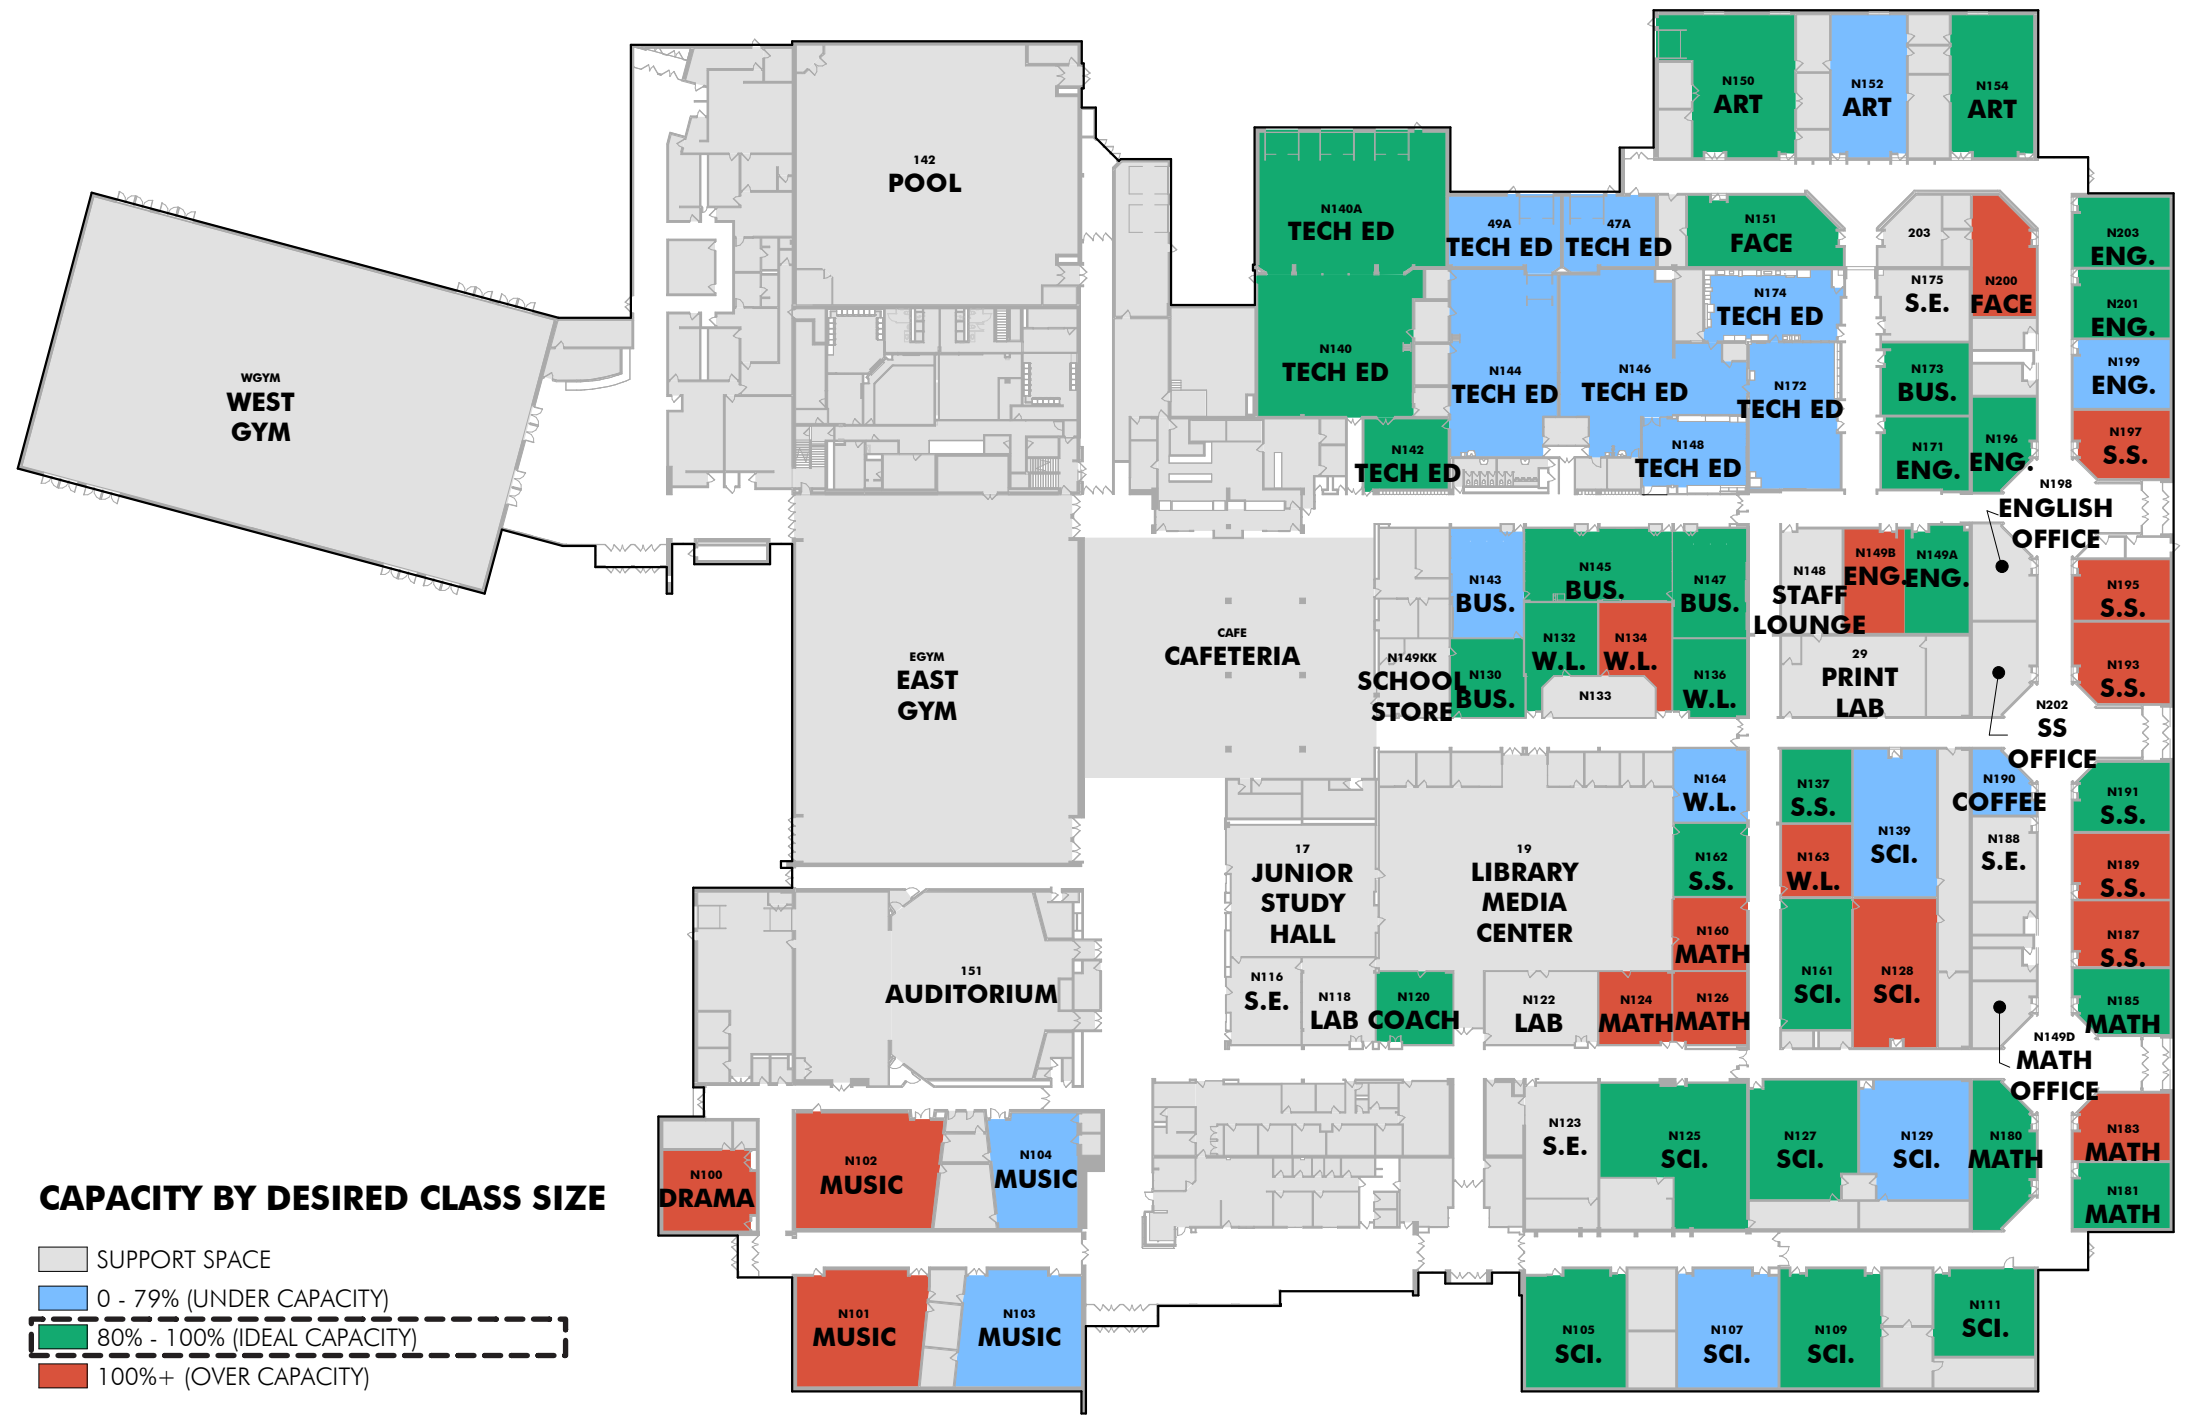 N150
ART
N152
ART
N154
ART
142
POOL
N140A
TECH ED
49A
TECH ED
47A
TECH ED
N151
FACE
203
N200
FACE
N203
ENG.
N175
S.E.
N174
TECH ED
N201
ENG.
N140
TECH ED
N144
TECH ED
N146
TECH ED
N172
TECH ED
N173
BUS.
N199
ENG.
WGYM
WEST
GYM
N142
TECH ED
N148
TECH ED
N171
ENG.
N196
ENG.
N197
S.S.
N198
ENGLISH
OFFICE
N143
BUS.
N145
BUS.
N147
BUS.
N148
STAFF
LOUNGE
N149B
ENG.
N149A
ENG.
N195
S.S.
CAFE
CAFETERIA
EGYM
EAST
GYM
N149KK
SCHOOL
STORE
N130
BUS.
N132
W.L.
N134
W.L.
N133
N136
W.L.
29
PRINT
LAB
N193
S.S.
N202
SS
OFFICE
N164
W.L.
N137
S.S.
N139
SCI.
N190
COFFEE
N191
S.S.
17
JUNIOR
STUDY
HALL
19
LIBRARY
MEDIA
CENTER
N162
S.S.
N163
W.L.
N188
S.E.
N189
S.S.
N160
MATH
N187
S.S.
151
AUDITORIUM
N116
S.E.
N118
LAB
N120
COACH
N122
LAB
N124
MATH
N126
MATH
N161
SCI.
N128
SCI.
N185
MATH
N149D
MATH
OFFICE
N100
DRAMA
N102
MUSIC
N104
MUSIC
N123
S.E.
N125
SCI.
N127
SCI.
N129
SCI.
N180
MATH
N183
MATH
N181
MATH
N101
MUSIC
N103
MUSIC
N105
SCI.
N107
SCI.
N109
SCI.
N111
SCI.
CAPACITY BY DESIRED CLASS SIZE
SUPPORT SPACE
0 - 79% (UNDER CAPACITY)
80% - 100% (IDEAL CAPACITY)
100%+ (OVER CAPACITY)